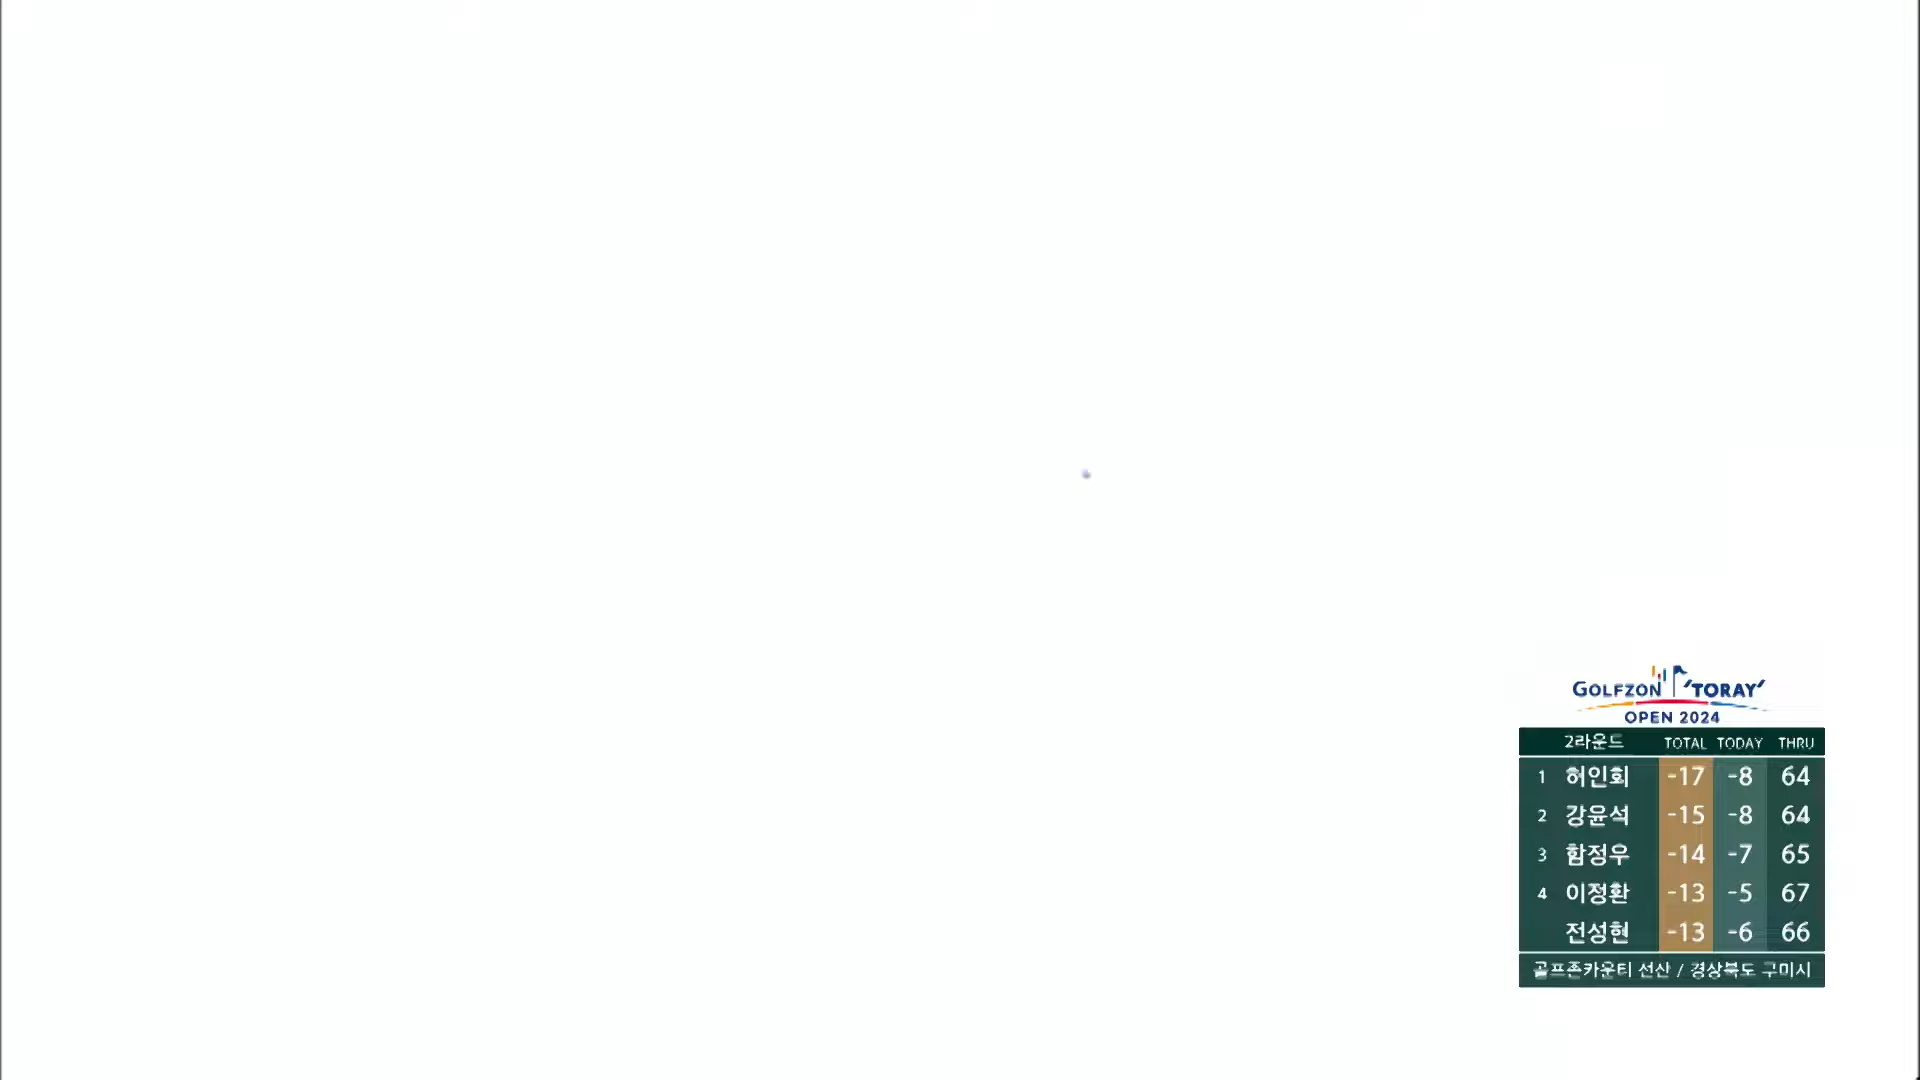 GOLFZON 'TORAY'
OPEN 2024
2라운드 TOTAL TODAY THRU
1 허인회 -17 -8 64
2 강윤석 -15 -8 64
3 함정우 -14 -7 65
4 이정환 -13 -5 67
전성현 -13 -6 66
골프존카운티 선산 / 경상북도 구미시